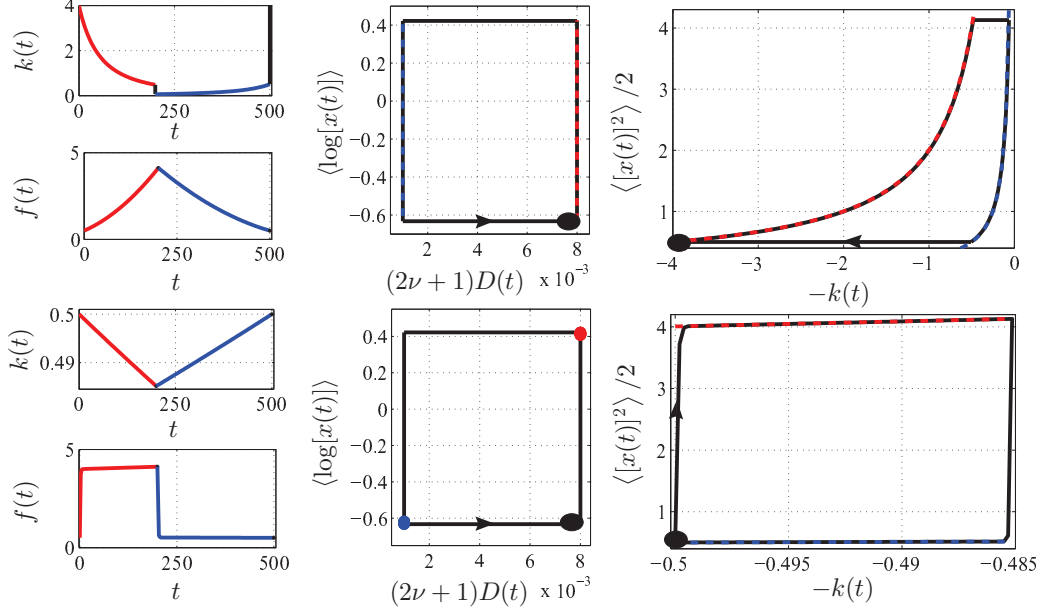 k(t)
4
2
0
0 250 500
t
f(t)
5
0
0 250 500
t
⟨log[x(t)]⟩
0.4
0.2
0
−0.2
−0.4
−0.6
2 4 6 8
(2ν + 1)D(t) x 10⁻³
⟨[x(t)]²⟩/2
4
3
2
1
−4 −3 −2 −1 0
−k(t)
k(t)
0.5
0.49
0 250 500
t
f(t)
5
0
0 250 500
t
⟨log[x(t)]⟩
0.4
0.2
0
−0.2
−0.4
−0.6
2 4 6 8
(2ν + 1)D(t) x 10⁻³
⟨[x(t)]²⟩/2
4
3
2
1
−0.5 −0.495 −0.49 −0.485
−k(t)